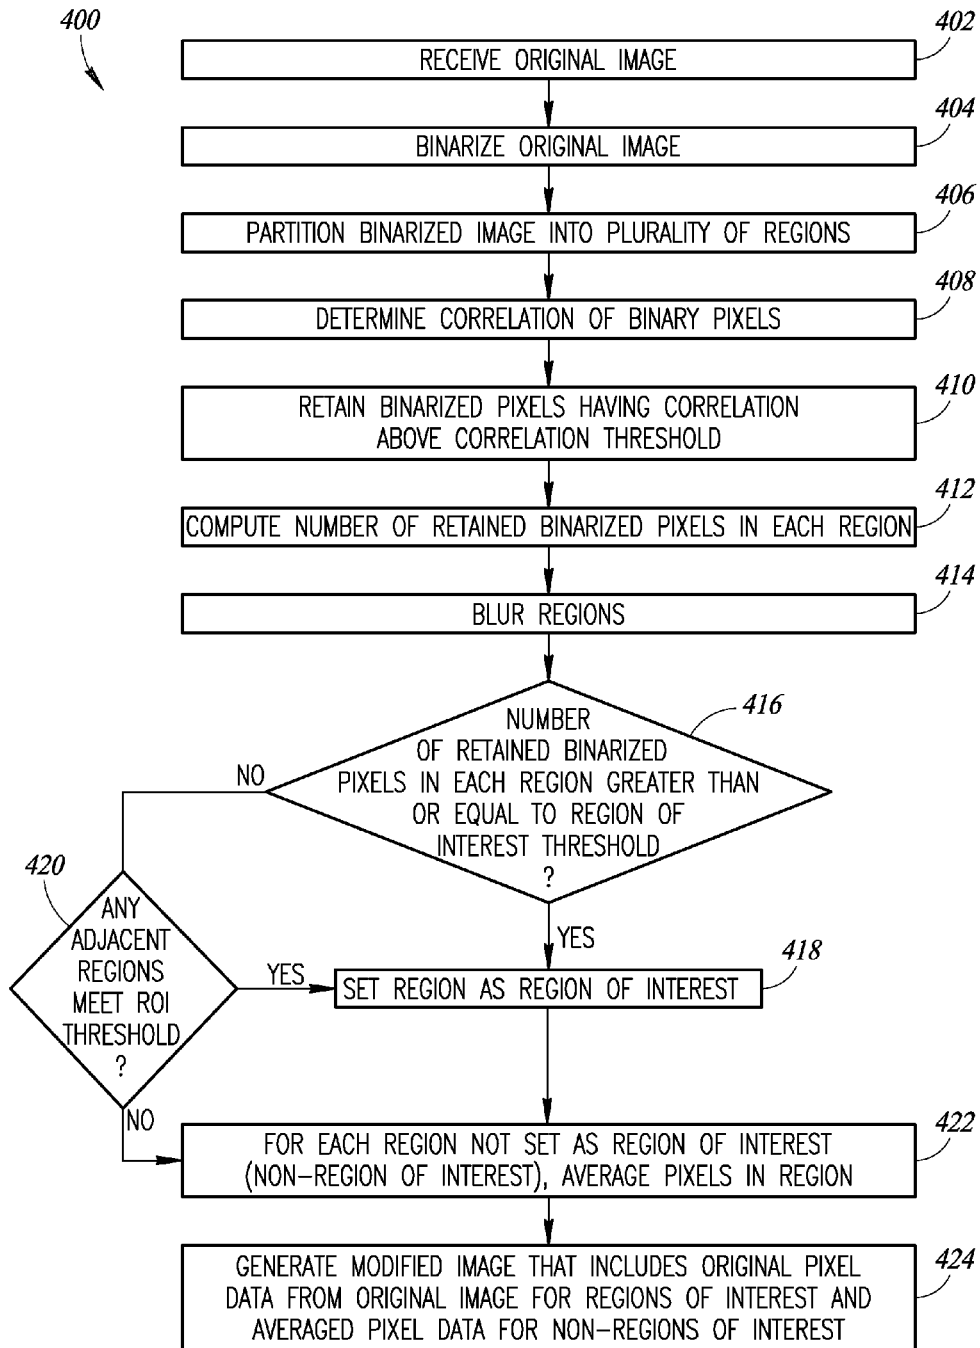 400
402
RECEIVE ORIGINAL IMAGE
404
BINARIZE ORIGINAL IMAGE
406
PARTITION BINARIZED IMAGE INTO PLURALITY OF REGIONS
408
DETERMINE CORRELATION OF BINARY PIXELS
410
RETAIN BINARIZED PIXELS HAVING CORRELATION
ABOVE CORRELATION THRESHOLD
412
COMPUTE NUMBER OF RETAINED BINARIZED PIXELS IN EACH REGION
414
BLUR REGIONS
416
NUMBER
OF RETAINED BINARIZED
PIXELS IN EACH REGION GREATER THAN
OR EQUAL TO REGION OF
INTEREST THRESHOLD
?
NO
YES
420
ANY
ADJACENT
REGIONS
MEET ROI
THRESHOLD
?
YES
NO
418
SET REGION AS REGION OF INTEREST
422
FOR EACH REGION NOT SET AS REGION OF INTEREST
(NON-REGION OF INTEREST), AVERAGE PIXELS IN REGION
424
GENERATE MODIFIED IMAGE THAT INCLUDES ORIGINAL PIXEL
DATA FROM ORIGINAL IMAGE FOR REGIONS OF INTEREST AND
AVERAGED PIXEL DATA FOR NON-REGIONS OF INTEREST